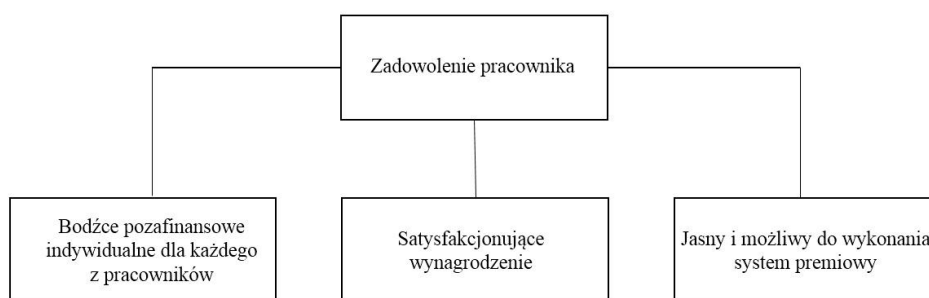 Zadowolenie pracownika
Bodźce pozafinansowe
indywidualne dla każdego
z pracowników
Satysfakcjonujące
wynagrodzenie
Jasny i możliwy do wykonania
system premiowy